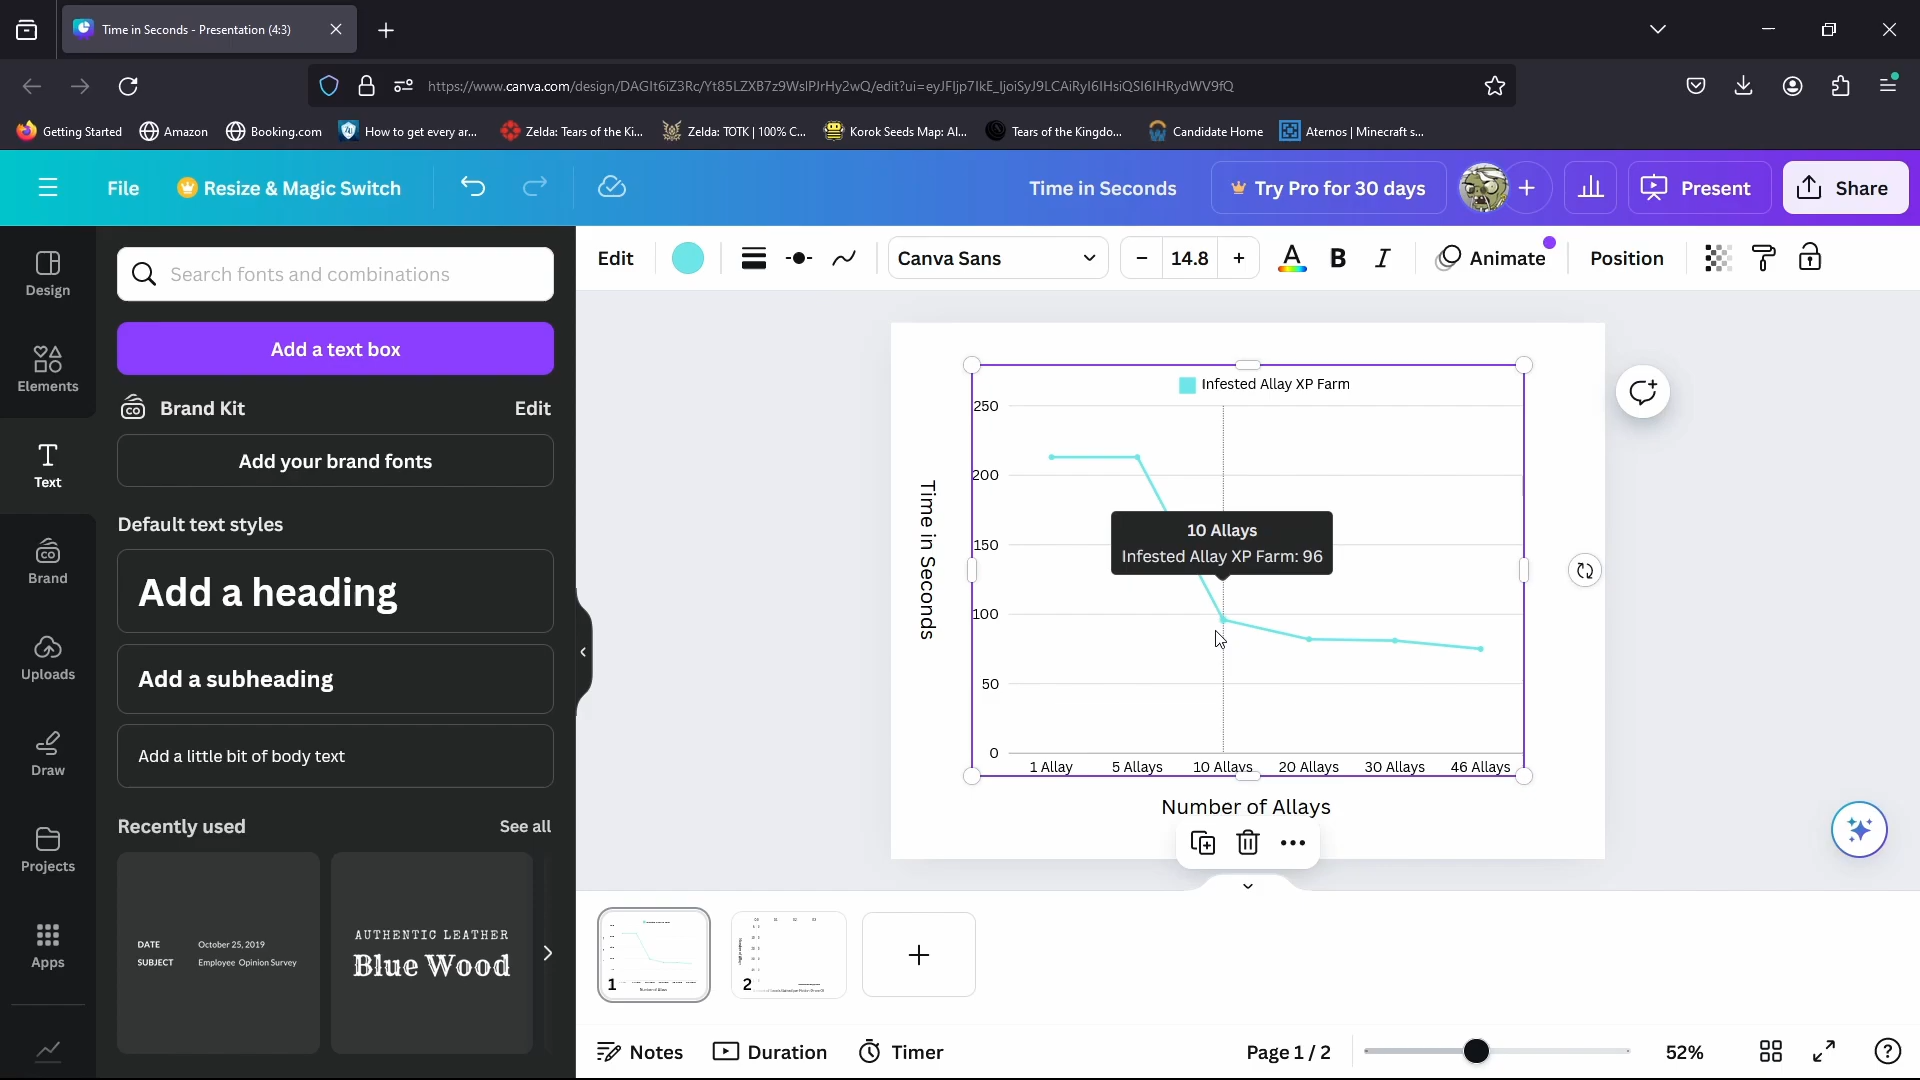 Time in Seconds - Presentation (4:3)
https://www.canva.com/design/DAGIt6iZ3Rc/Yt85LZXB7z9WslPJrHy2wQ/edit?ui=eyJFIjp7IkE_IjoiSyJ9LCAiRyI6IHsiQSI6IHRydWV9fQ
Getting Started
Amazon
Booking.com
How to get every ar...
Zelda: Tears of the Ki...
Zelda: TOTK | 100% C...
Korok Seeds Map: Al...
Tears of the Kingdo...
Candidate Home
Aternos | Minecraft s...
File
Resize & Magic Switch
Time in Seconds
Try Pro for 30 days
Present
Share
Design
Elements
Text
Brand
Uploads
Draw
Projects
Apps
Search fonts and combinations
Add a text box
Brand Kit
Edit
Add your brand fonts
Default text styles
Add a heading
Add a subheading
Add a little bit of body text
Recently used
See all
DATE October 25, 2019
SUBJECT Employee Opinion Survey
AUTHENTIC LEATHER
Blue Wood
Edit
Canva Sans
– 14.8 +
A B I
Animate
Position
Infested Allay XP Farm
250
200
150
100
50
0
Time in Seconds
10 Allays
Infested Allay XP Farm: 96
1 Allay 5 Allays 10 Allays 20 Allays 30 Allays 46 Allays
Number of Allays
1
2
Notes
Duration
Timer
Page 1 / 2
52%